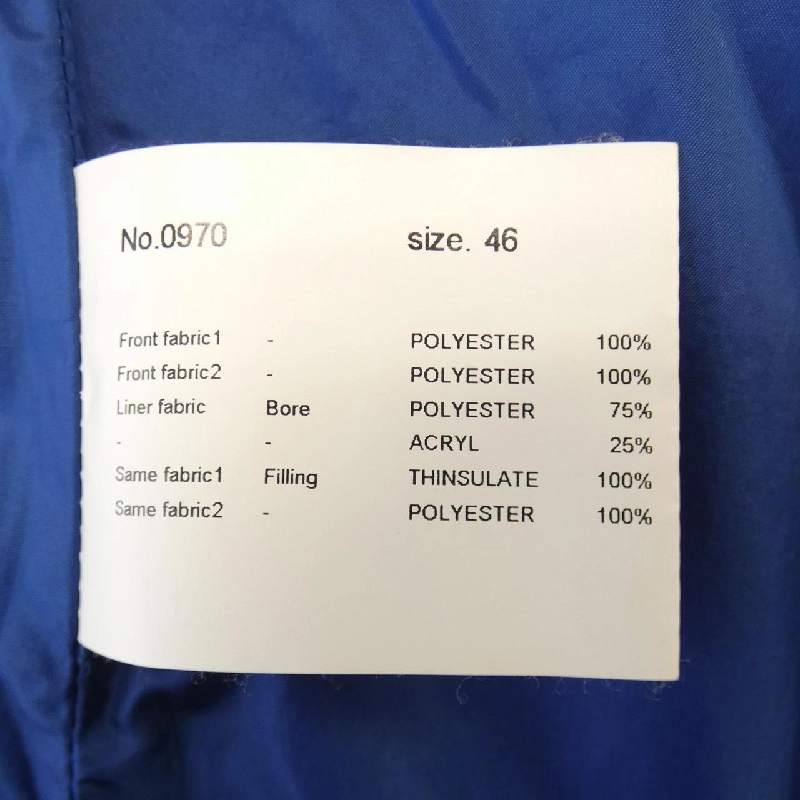 No.0970 size. 46
Front fabric1 - POLYESTER 100%
Front fabric2 - POLYESTER 100%
Liner fabric Bore POLYESTER 75%
- - ACRYL 25%
Same fabric1 Filling THINSULATE 100%
Same fabric2 - POLYESTER 100%